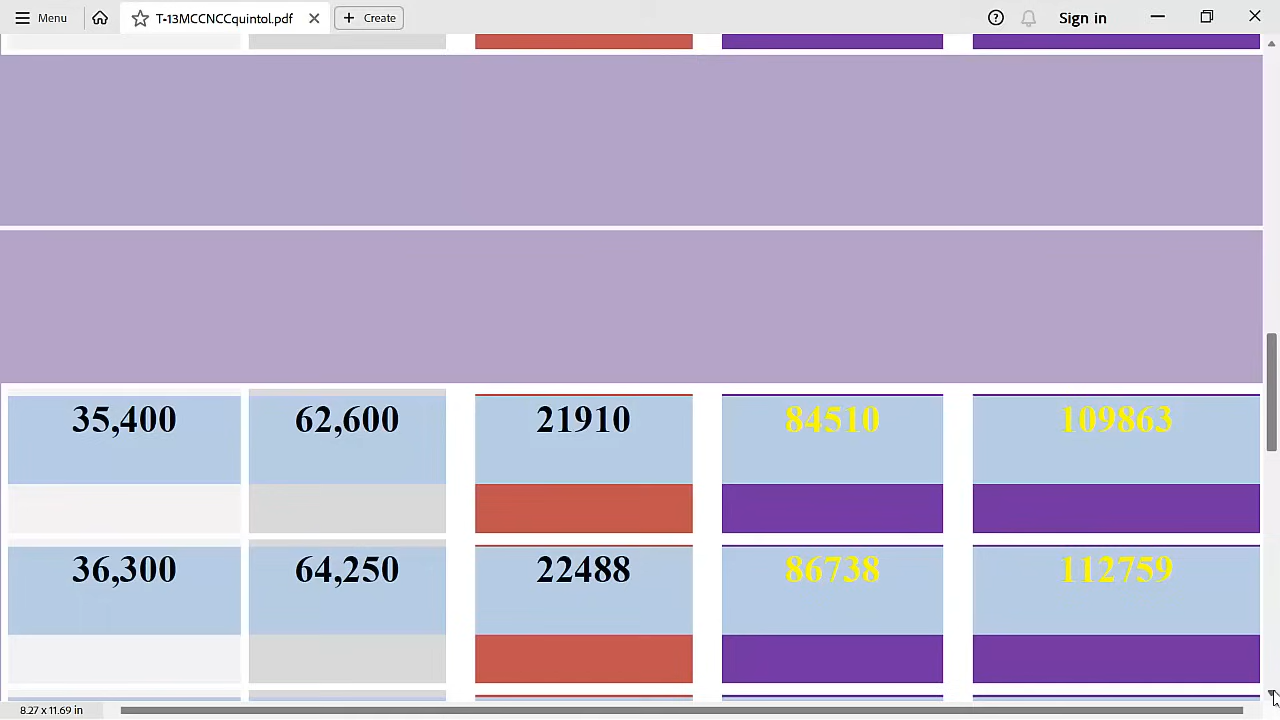 Menu
T-13MCCNCCquintol.pdf
Create
Sign in
35,400 62,600 21910 84510 109863
36,300 64,250 22488 86738 112759
8.27 x 11.69 in